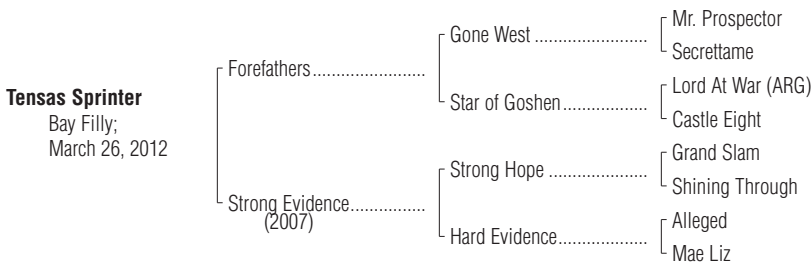 Tensas Sprinter
Bay Filly;
March 26, 2012
Forefathers........................
Strong Evidence................
(2007)
Gone West ........................
Star of Goshen..................
Strong Hope .....................
Hard Evidence...................
Mr. Prospector
Secrettame
Lord At War (ARG)
Castle Eight
Grand Slam
Shining Through
Alleged
Mae Liz